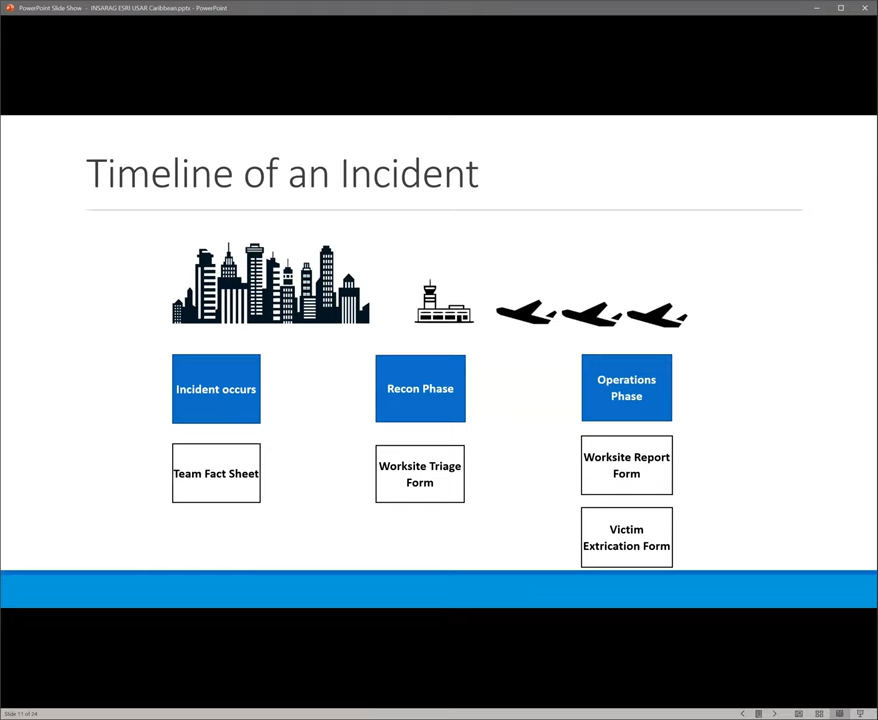 PowerPoint Slide Show - INSARAG ESRI USAR Caribbean.pptx - PowerPoint
Timeline of an Incident
Incident occurs
Recon Phase
Operations
Phase
Team Fact Sheet
Worksite Triage
Form
Worksite Report
Form
Victim
Extrication Form
Slide 11 of 24